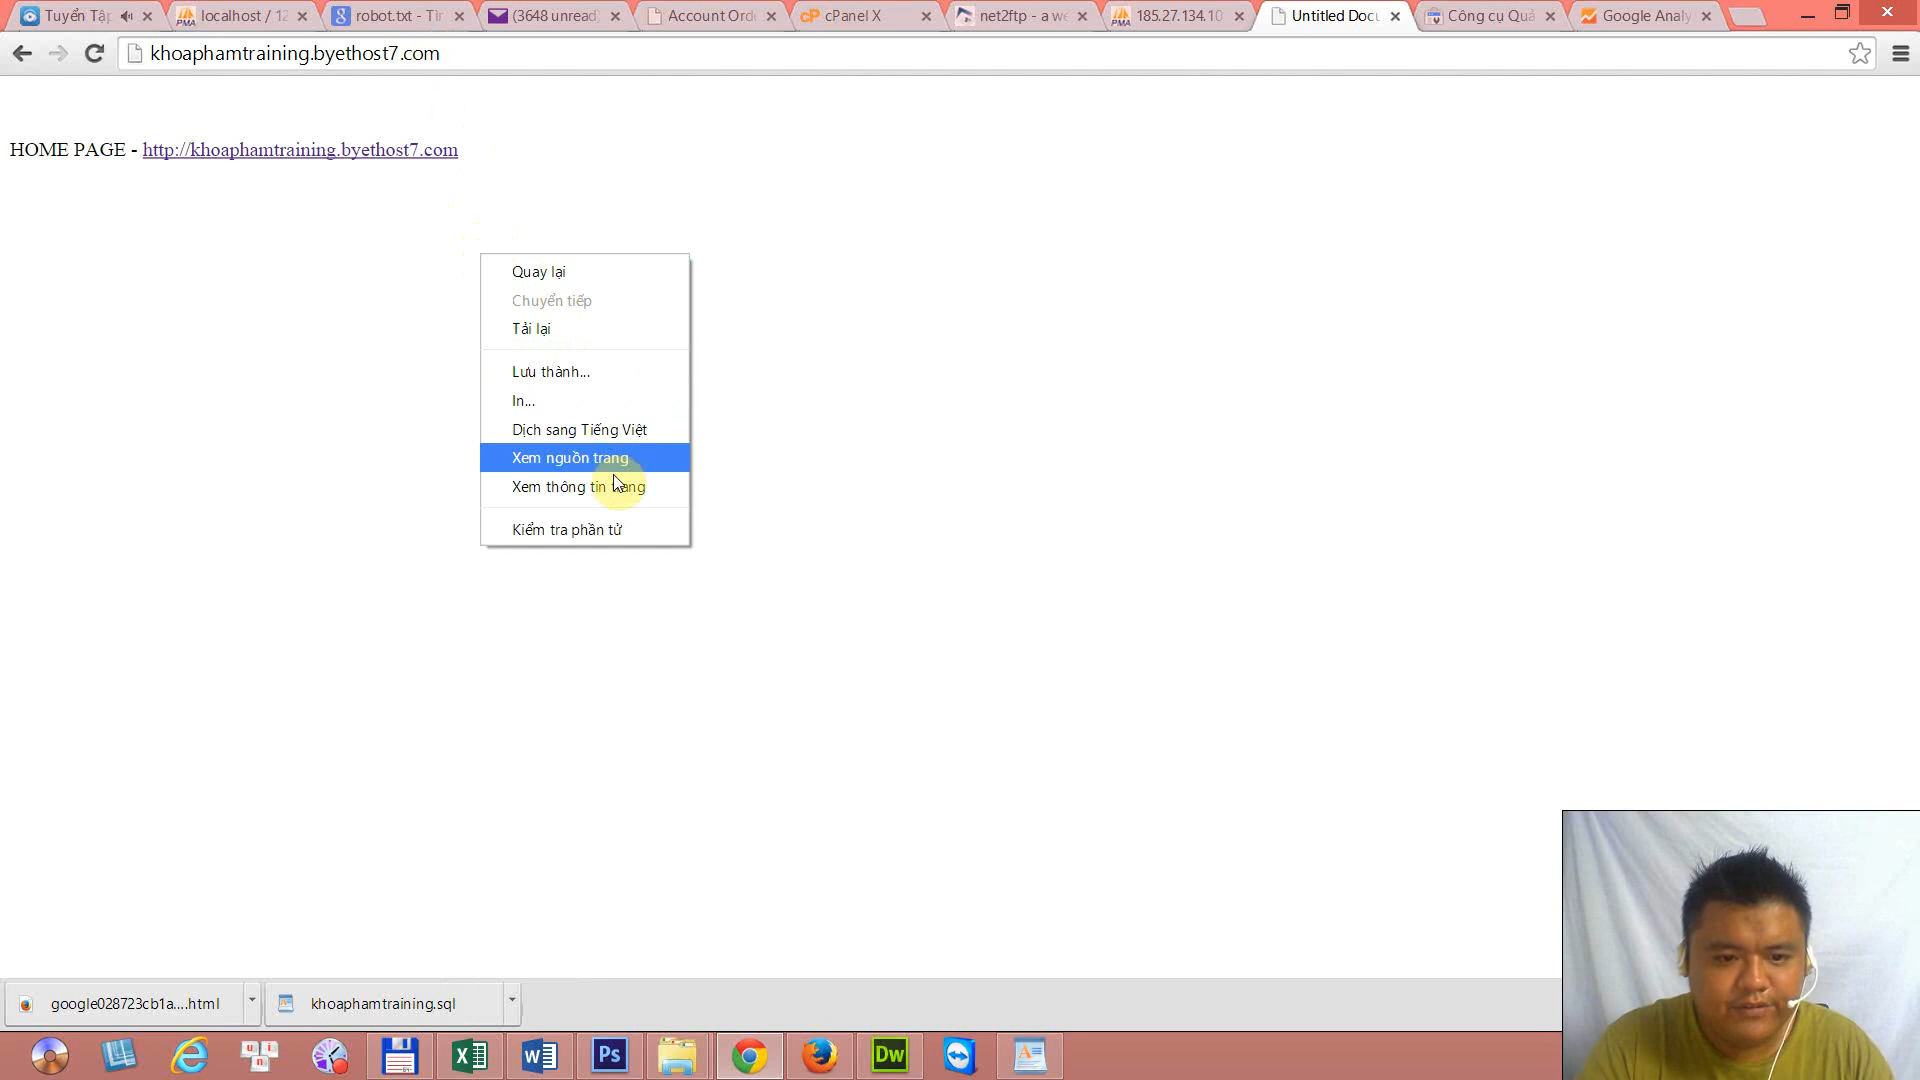 Tuyển Tập
localhost / 12
robot.txt - Tìr
(3648 unread)
Account Ord
cPanel X
net2ftp - a we
185.27.134.10
Untitled Docu
Công cụ Quả
Google Analy
khoaphamtraining.byethost7.com
HOME PAGE - http://khoaphamtraining.byethost7.com
Quay lại
Chuyển tiếp
Tải lại
Lưu thành...
In...
Dịch sang Tiếng Việt
Xem nguồn trang
Xem thông tin trang
Kiểm tra phần tử
google028723cb1a....html
khoaphamtraining.sql